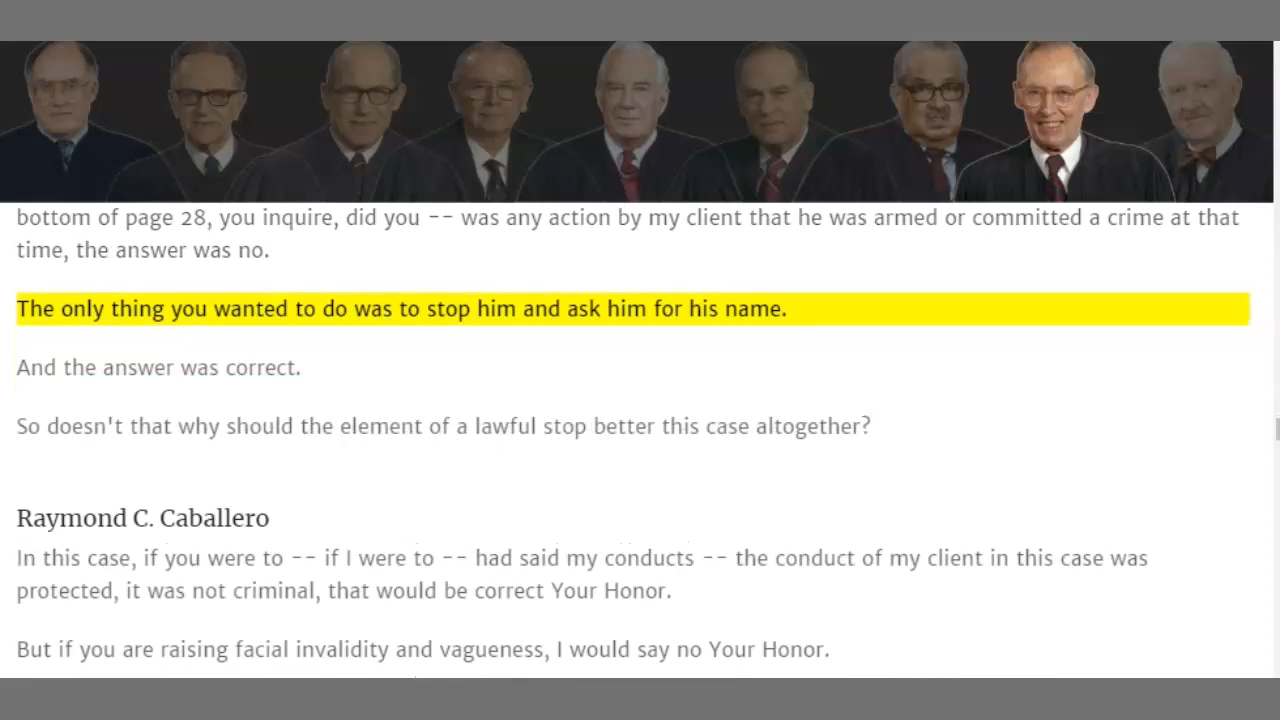 bottom of page 28, you inquire, did you -- was any action by my client that he was armed or committed a crime at that
time, the answer was no.
The only thing you wanted to do was to stop him and ask him for his name.
And the answer was correct.
So doesn't that why should the element of a lawful stop better this case altogether?
Raymond C. Caballero
In this case, if you were to -- if I were to -- had said my conducts -- the conduct of my client in this case was
protected, it was not criminal, that would be correct Your Honor.
But if you are raising facial invalidity and vagueness, I would say no Your Honor.